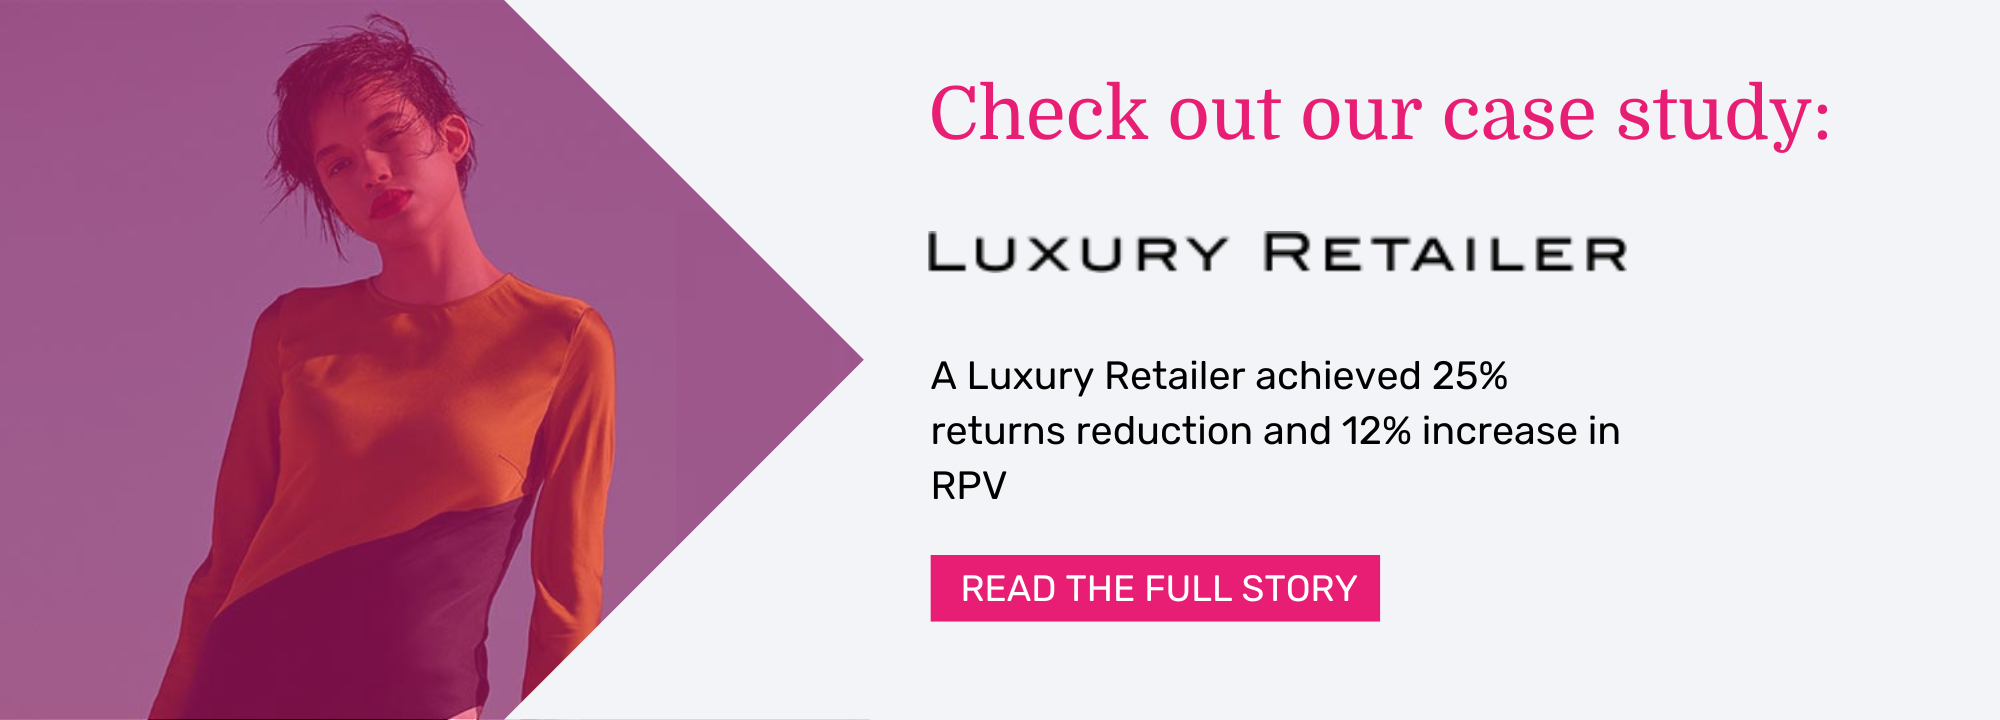 Check out our case study:
LUXURY RETAILER
A Luxury Retailer achieved 25%
returns reduction and 12% increase in
RPV
READ THE FULL STORY